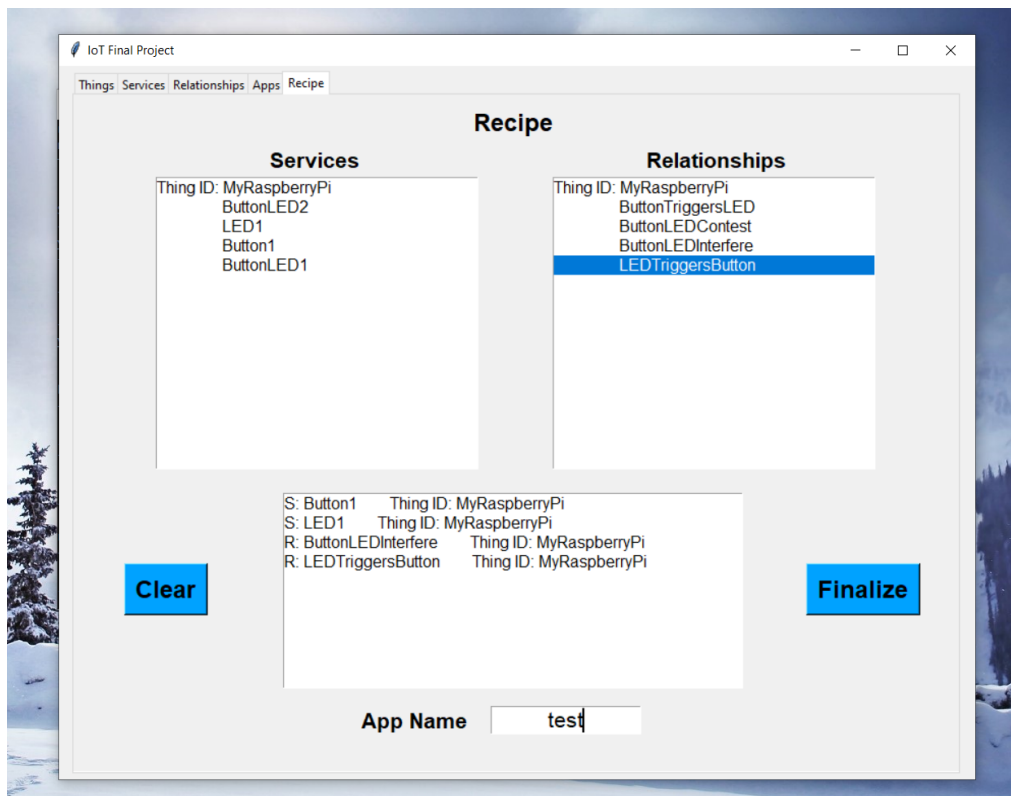 IoT Final Project
Things Services Relationships Apps Recipe
Recipe
Services
Thing ID: MyRaspberryPi
ButtonLED2
LED1
Button1
ButtonLED1
Relationships
Thing ID: MyRaspberryPi
ButtonTriggersLED
ButtonLEDContest
ButtonLEDInterfere
LEDTriggersButton
S: Button1 Thing ID: MyRaspberryPi
S: LED1 Thing ID: MyRaspberryPi
R: ButtonLEDInterfere Thing ID: MyRaspberryPi
R: LEDTriggersButton Thing ID: MyRaspberryPi
Clear
Finalize
App Name test